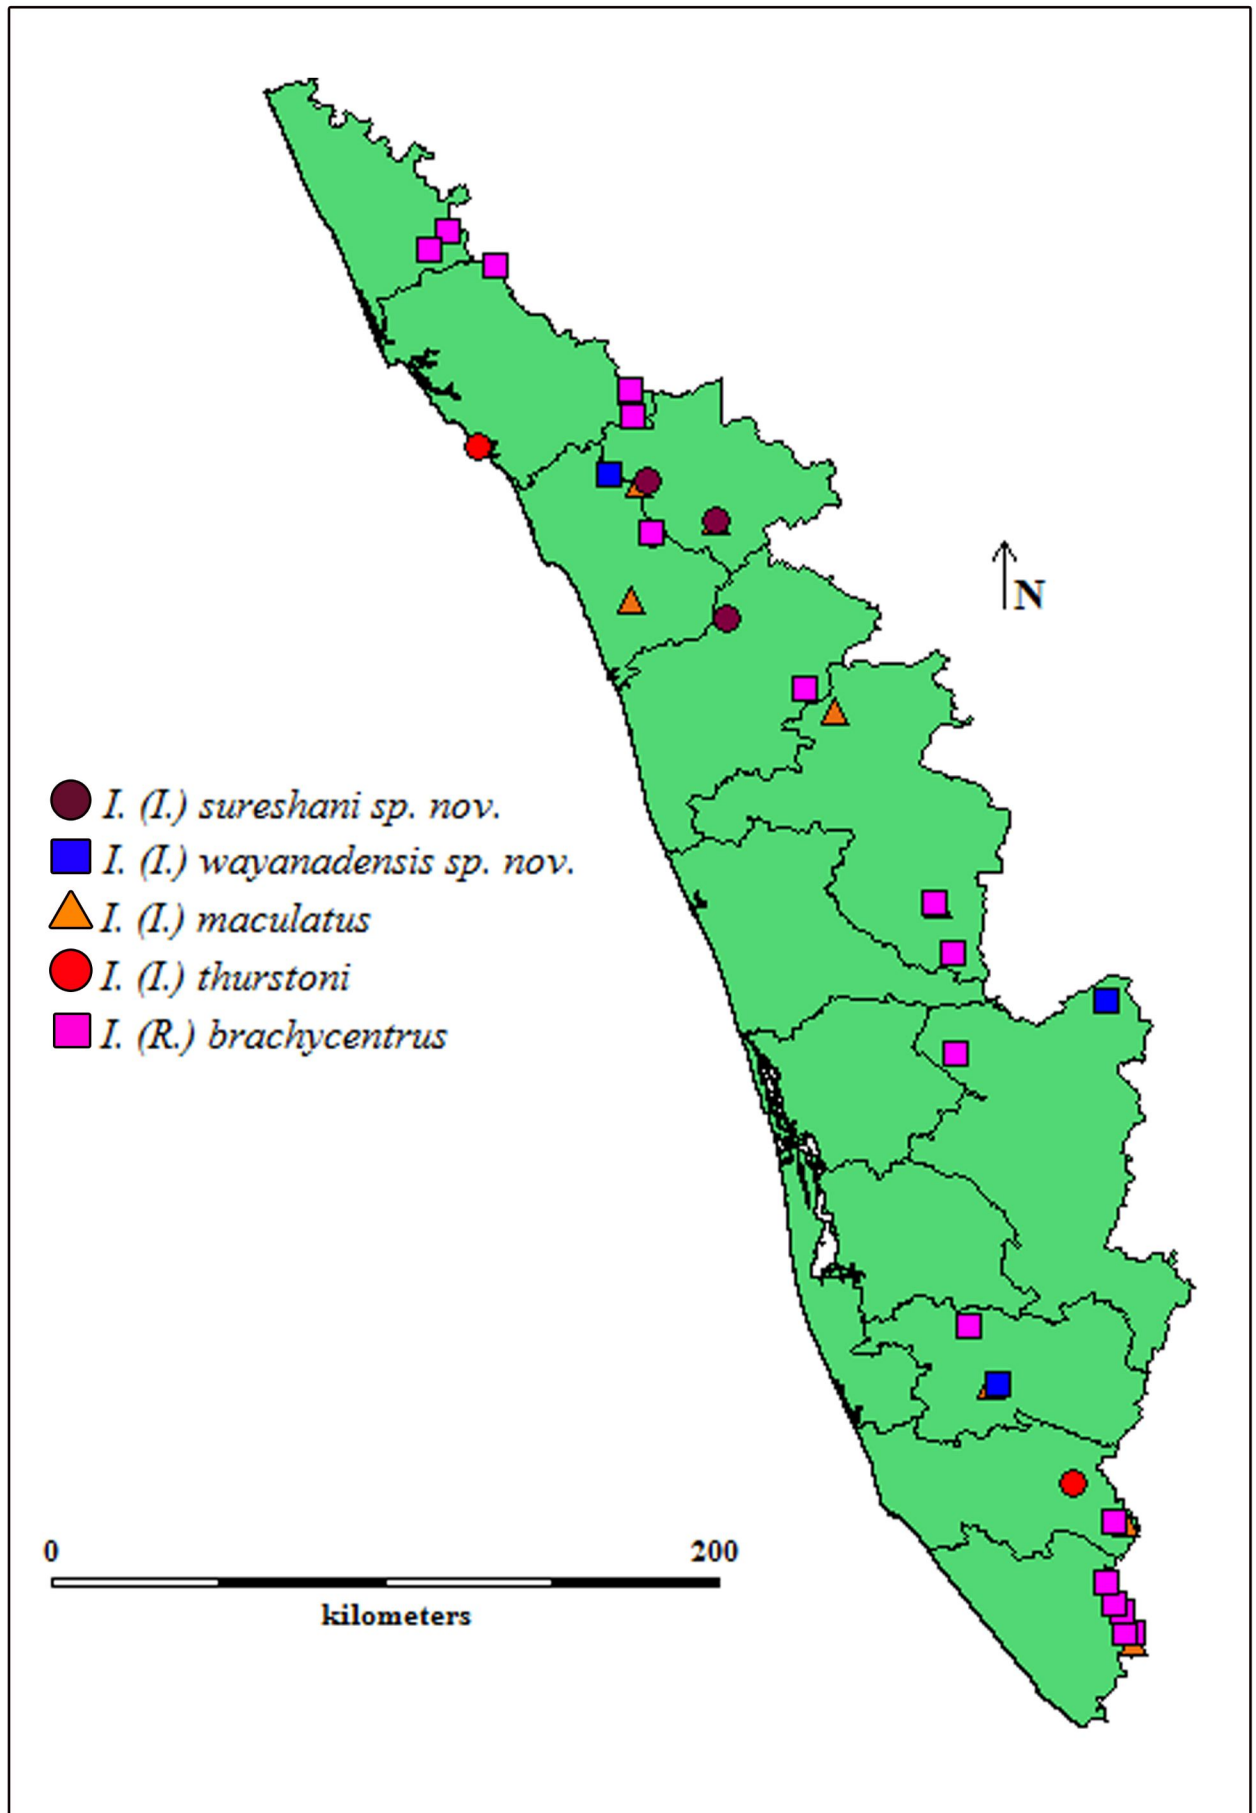 N
I. (I.) sureshani sp. nov.
I. (I.) wayanadensis sp. nov.
I. (I.) maculatus
I. (I.) thurstoni
I. (R.) brachycentrus
0 200
kilometers